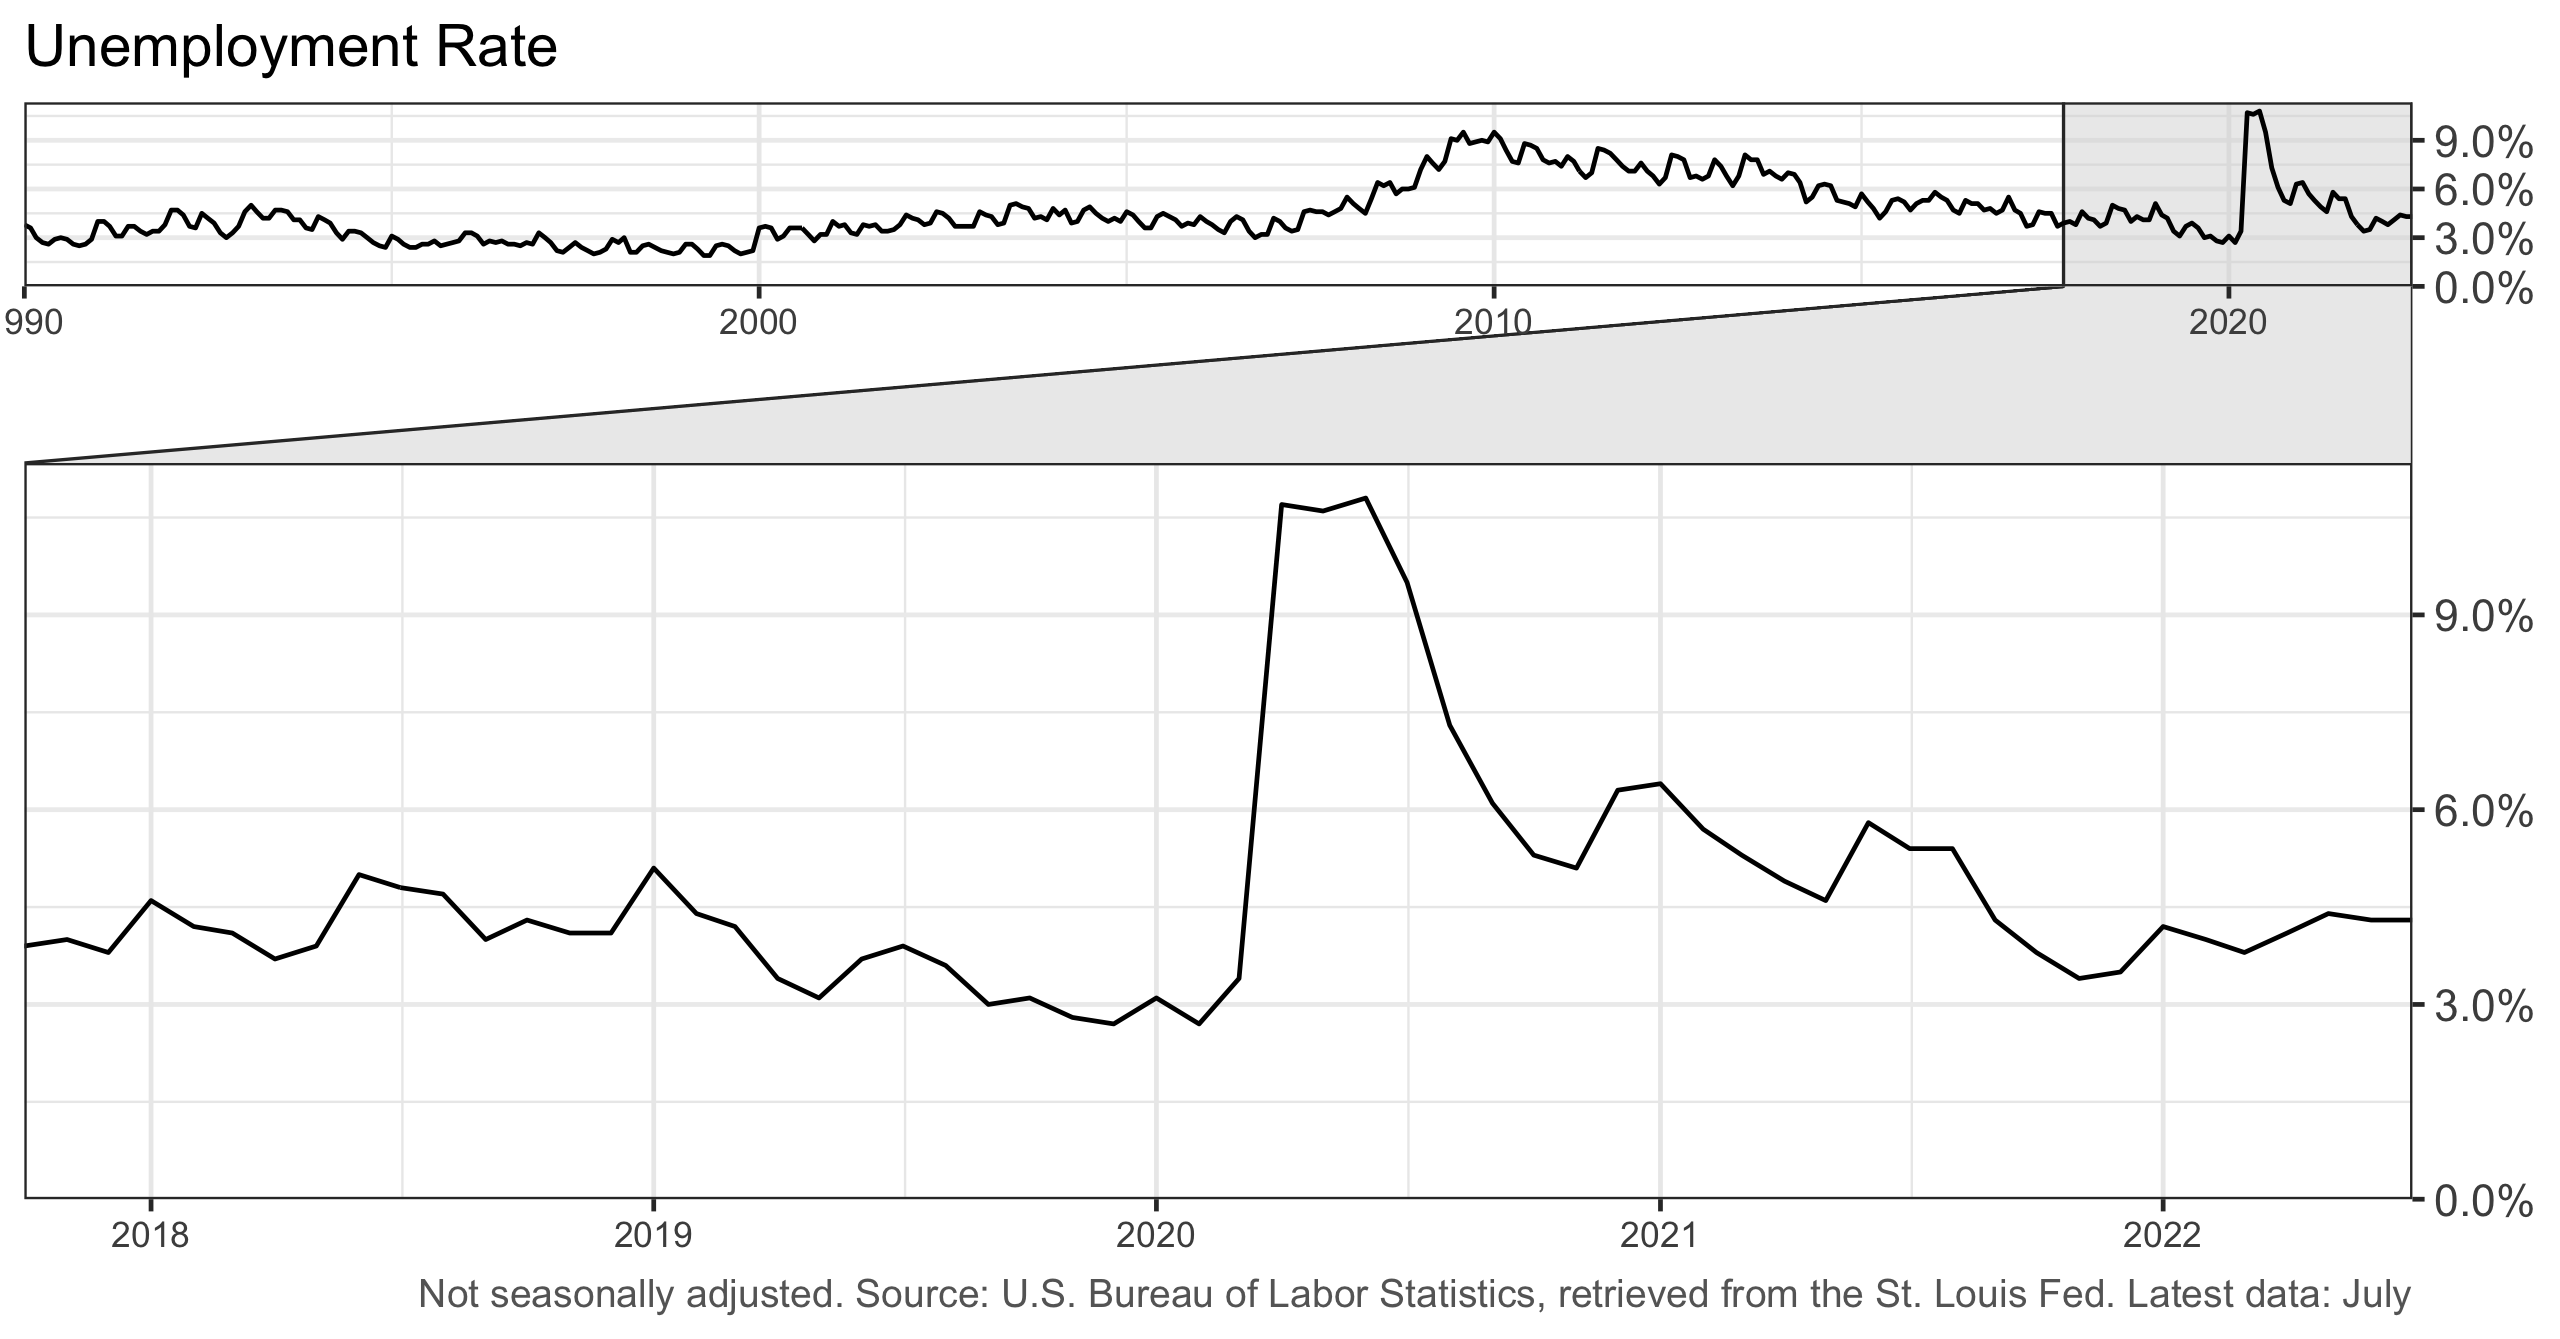 Unemployment Rate
9.0%
6.0%
3.0%
0.0%
990 2000 2010 2020
9.0%
6.0%
3.0%
0.0%
2018 2019 2020 2021 2022
Not seasonally adjusted. Source: U.S. Bureau of Labor Statistics, retrieved from the St. Louis Fed. Latest data: July